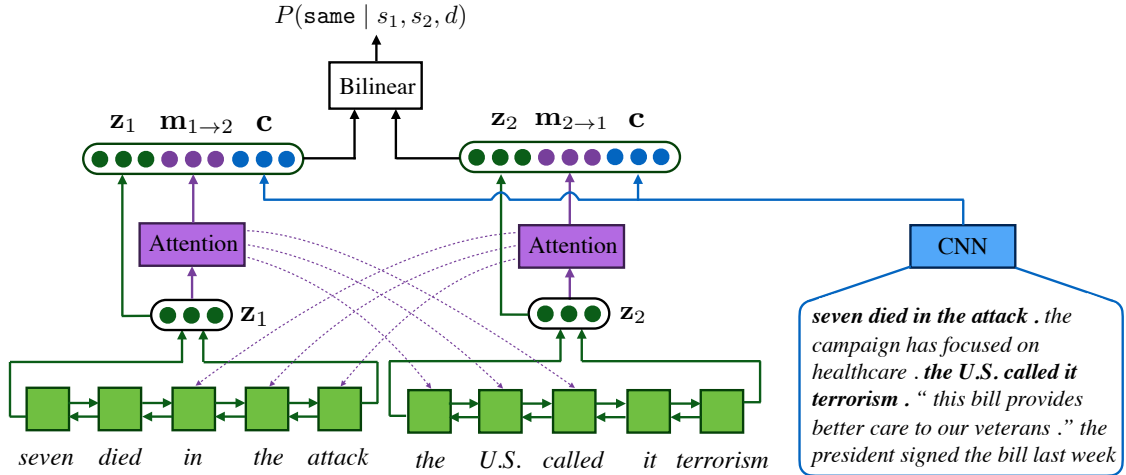 P(same | s₁, s₂, d)
Bilinear
z₁ m₁→₂ c
z₂ m₂→₁ c
Attention
Attention
CNN
z₁
z₂
seven died in the attack . the
campaign has focused on
healthcare . the U.S. called it
terrorism . “ this bill provides
better care to our veterans .” the
president signed the bill last week
seven died in the attack
the U.S. called it terrorism